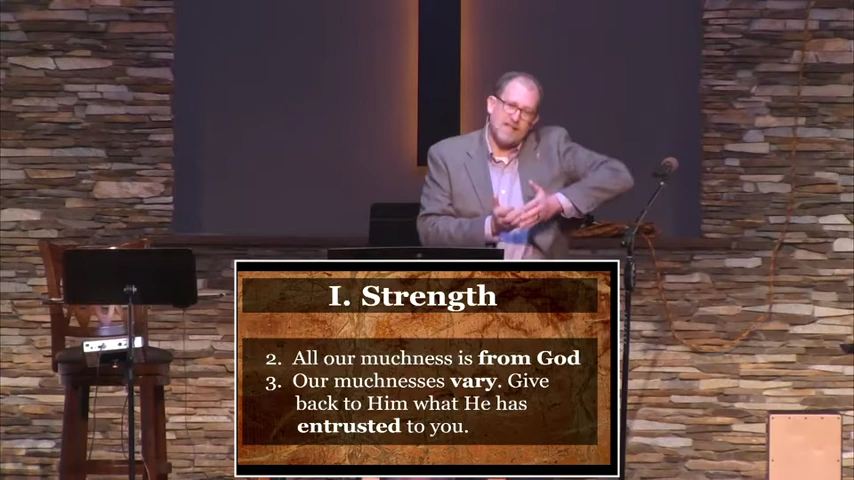 I. Strength
2. All our muchness is from God
3. Our muchnesses vary. Give
back to Him what He has
entrusted to you.